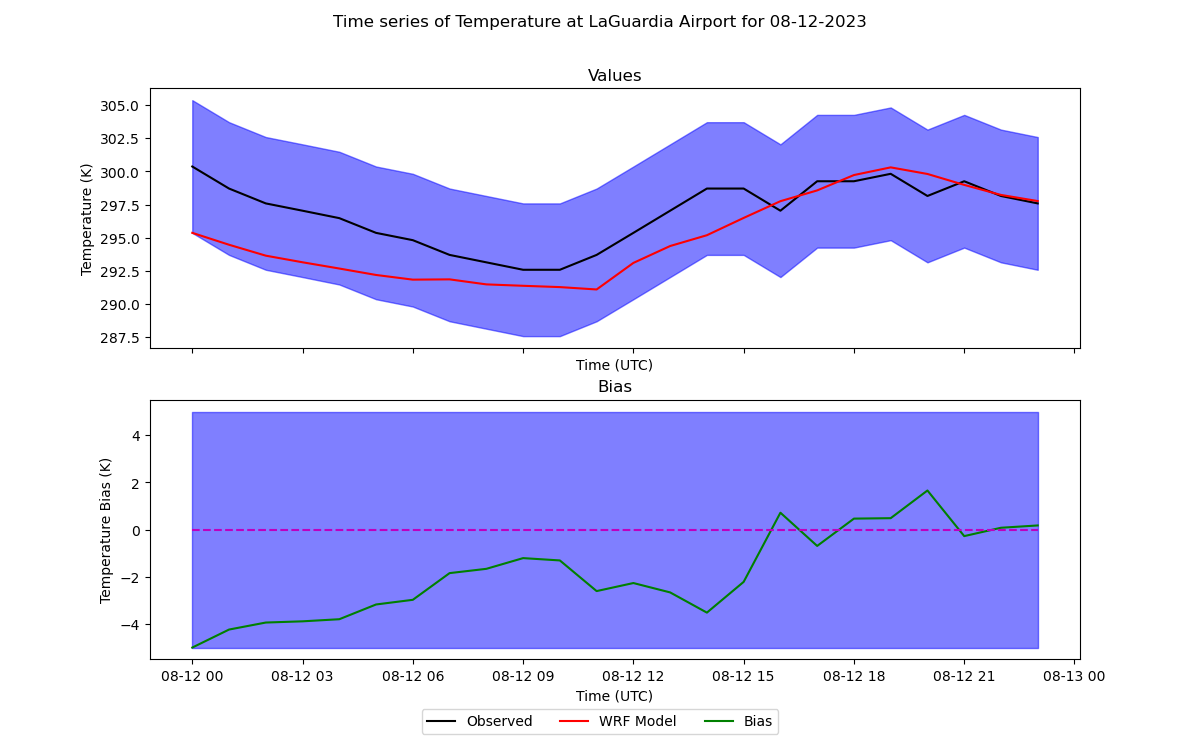 Time series of Temperature at LaGuardia Airport for 08-12-2023
Values
Temperature (K)
305.0
302.5
300.0
297.5
295.0
292.5
290.0
287.5
Time (UTC)
Bias
Temperature Bias (K)
4
2
0
−2
−4
08-12 00 08-12 03 08-12 06 08-12 09 08-12 12 08-12 15 08-12 18 08-12 21 08-13 00
Time (UTC)
Observed WRF Model Bias